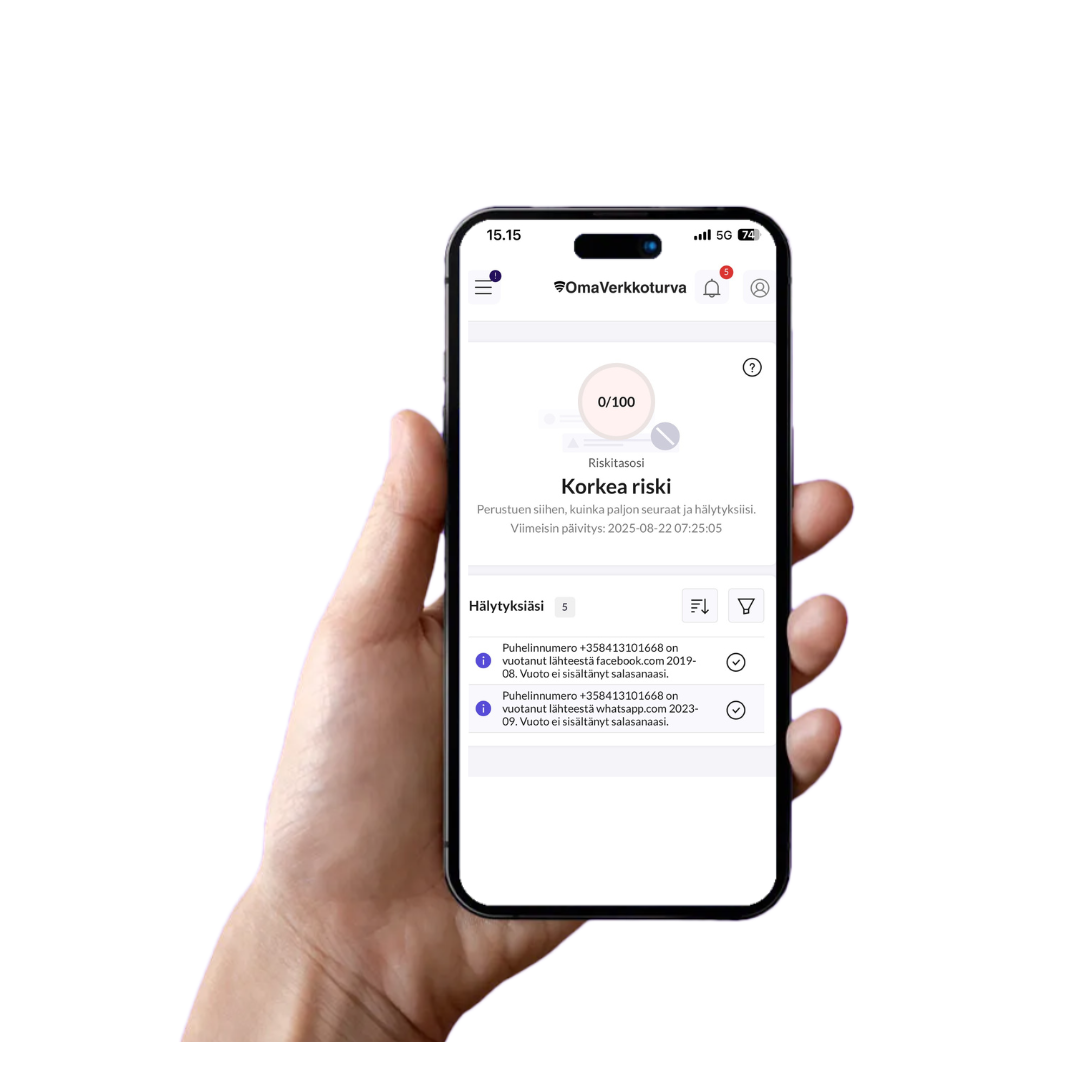 15.15
5G 74
!
OmaVerkkoturva
5
?
0/100
Riskitasosi
Korkea riski
Perustuen siihen, kuinka paljon seuraat ja hälytyksiisi.
Viimeisin päivitys: 2025-08-22 07:25:05
Hälytyksiäsi 5
i
Puhelinnumero +358413101668 on
vuotanut lähteestä facebook.com 2019-
08. Vuoto ei sisältänyt salasanaasi.
i
Puhelinnumero +358413101668 on
vuotanut lähteestä whatsapp.com 2023-
09. Vuoto ei sisältänyt salasanaasi.